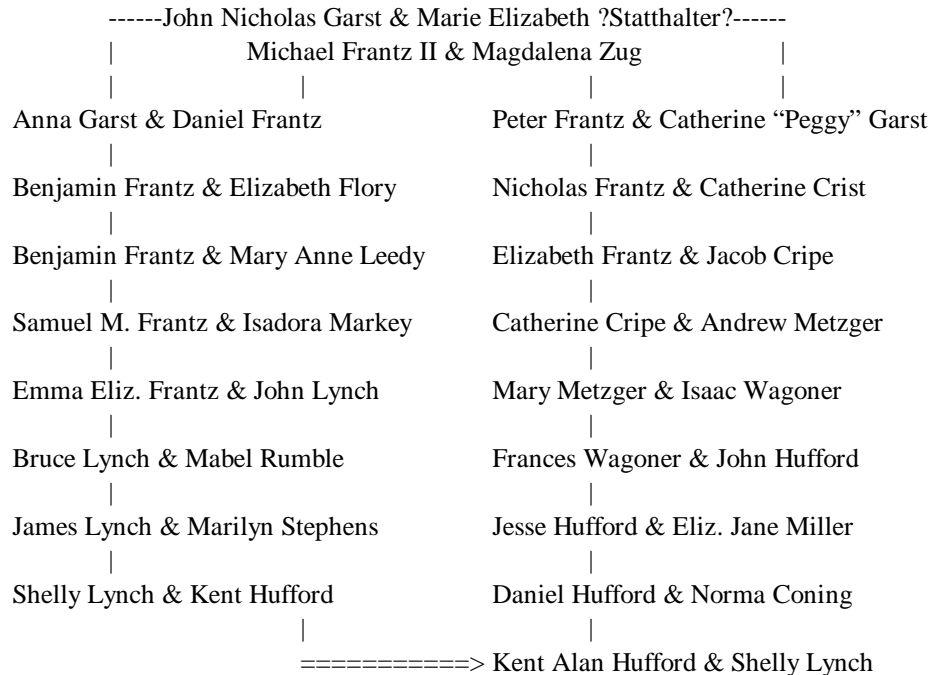 ------John Nicholas Garst & Marie Elizabeth ?Statthalter?------
| Michael Frantz II & Magdalena Zug |
| | | |
Anna Garst & Daniel Frantz Peter Frantz & Catherine “Peggy” Garst
| |
Benjamin Frantz & Elizabeth Flory Nicholas Frantz & Catherine Crist
| |
Benjamin Frantz & Mary Anne Leedy Elizabeth Frantz & Jacob Cripe
| |
Samuel M. Frantz & Isadora Markey Catherine Cripe & Andrew Metzger
| |
Emma Eliz. Frantz & John Lynch Mary Metzger & Isaac Wagoner
| |
Bruce Lynch & Mabel Rumble Frances Wagoner & John Hufford
| |
James Lynch & Marilyn Stephens Jesse Hufford & Eliz. Jane Miller
| |
Shelly Lynch & Kent Hufford Daniel Hufford & Norma Coning
| |
===========> Kent Alan Hufford & Shelly Lynch